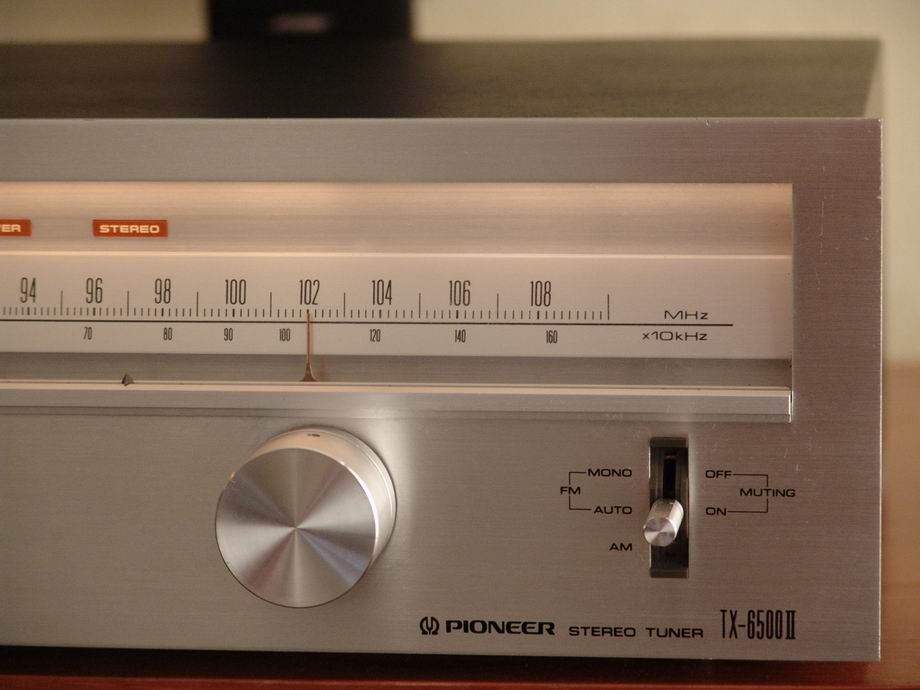 ER STEREO
94 96 98 100 102 104 106 108
MHz
70 80 90 100 120 140 160
x10kHz
MONO OFF
FM MUTING
AUTO ON
AM
PIONEER STEREO TUNER TX-6500II